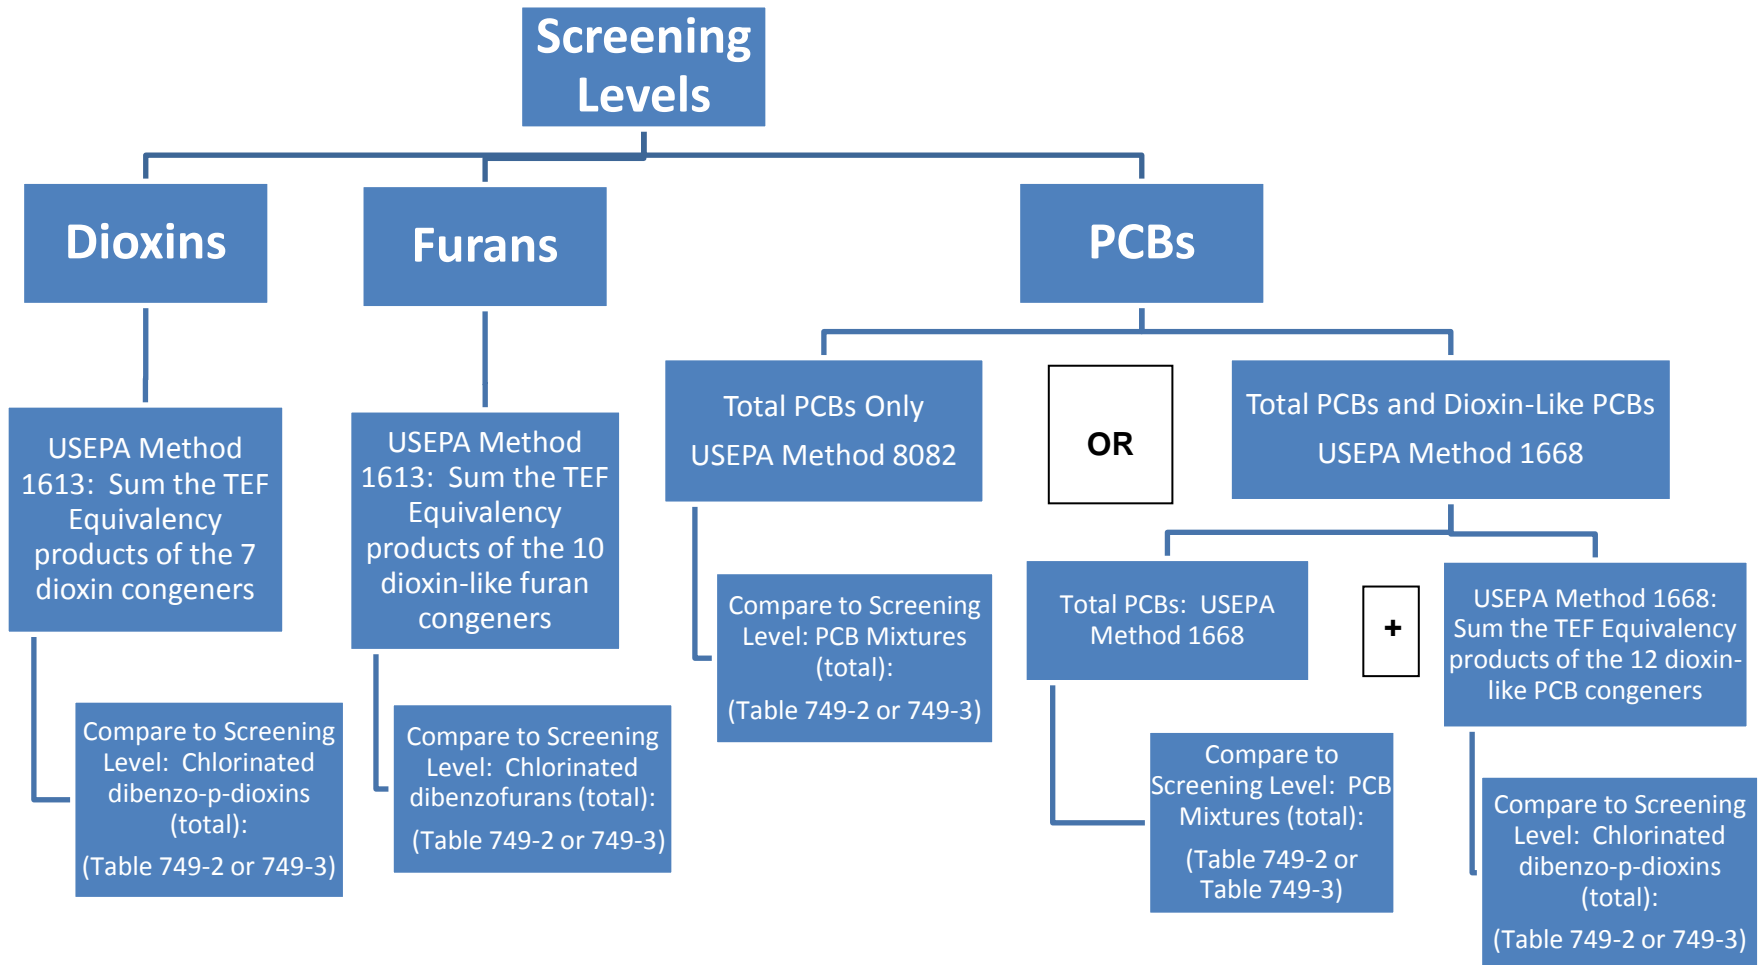 Screening
Levels
Dioxins
Furans
PCBs
USEPA Method
1613:  Sum the TEF
Equivalency
products of the 7
dioxin congeners
USEPA Method
1613:  Sum the TEF
Equivalency
products of the 10
dioxin-like furan
congeners
Total PCBs Only
USEPA Method 8082
OR
Total PCBs and Dioxin-Like PCBs
USEPA Method 1668
Compare to Screening
Level:  Chlorinated
dibenzo-p-dioxins
(total):
(Table 749-2 or 749-3)
Compare to Screening
Level:  Chlorinated
dibenzofurans (total):
(Table 749-2 or 749-3)
Compare to Screening
Level: PCB Mixtures
(total):
(Table 749-2 or 749-3)
Total PCBs:  USEPA
Method 1668
+
USEPA Method 1668:
Sum the TEF Equivalency
products of the 12 dioxin-
like PCB congeners
Compare to
Screening Level:  PCB
Mixtures (total):
(Table 749-2 or
Table 749-3)
Compare to Screening
Level:  Chlorinated
dibenzo-p-dioxins
(total):
(Table 749-2 or 749-3)